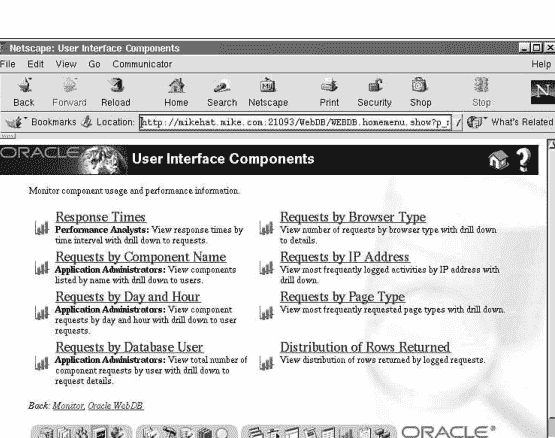 Netscape: User Interface Components
File Edit View Go Communicator Help
Back Forward Reload Home Search Netscape Print Security Shop Stop N
Bookmarks Location: http://mikehat.mike.com:21093/WebDB/WEBDB.homemenu.show?p_ What's Related
ORACLE User Interface Components
Monitor component usage and performance information.
Response Times
Performance Analysts: View response times by
time interval with drill down to requests.
Requests by Component Name
Application Administrators: View components
listed by name with drill down to users.
Requests by Day and Hour
Application Administrators: View component
requests by day and hour with drill down to user
requests.
Requests by Database User
Application Administrators: View total number of
component requests by user with drill down to
request details.
Requests by Browser Type
View number of requests by browser type with drill down
to details.
Requests by IP Address
View most frequently logged activities by IP address with
drill down.
Requests by Page Type
View most frequently requested page types with drill down.
Distribution of Rows Returned
View distribution of rows returned by logged requests.
Back: Monitor, Oracle WebDB
ORACLE®